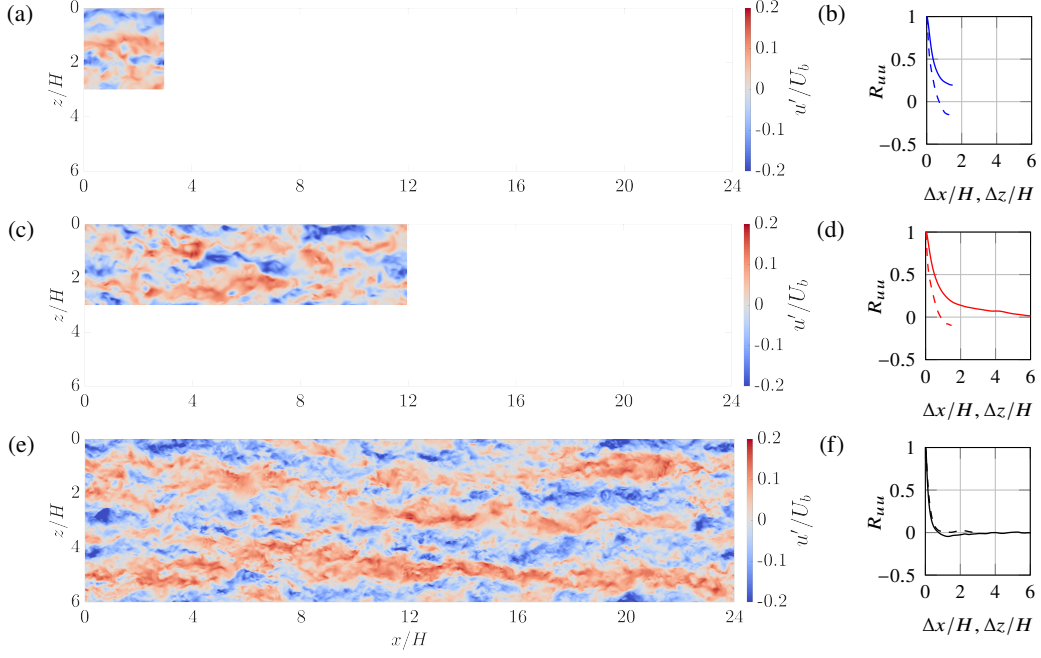 (a)
0
2
4
6
z/H
0 4 8 12 16 20 24
0.2
0.1
0
-0.1
-0.2
u′/U_b
(b)
1
0.5
0
−0.5
R_uu
0 2 4 6
Δx/H, Δz/H
(c)
0
2
4
6
z/H
0 4 8 12 16 20 24
0.2
0.1
0
-0.1
-0.2
u′/U_b
(d)
1
0.5
0
−0.5
R_uu
0 2 4 6
Δx/H, Δz/H
(e)
0
2
4
6
z/H
0 4 8 12 16 20 24
x/H
0.2
0.1
0
-0.1
-0.2
u′/U_b
(f)
1
0.5
0
−0.5
R_uu
0 2 4 6
Δx/H, Δz/H